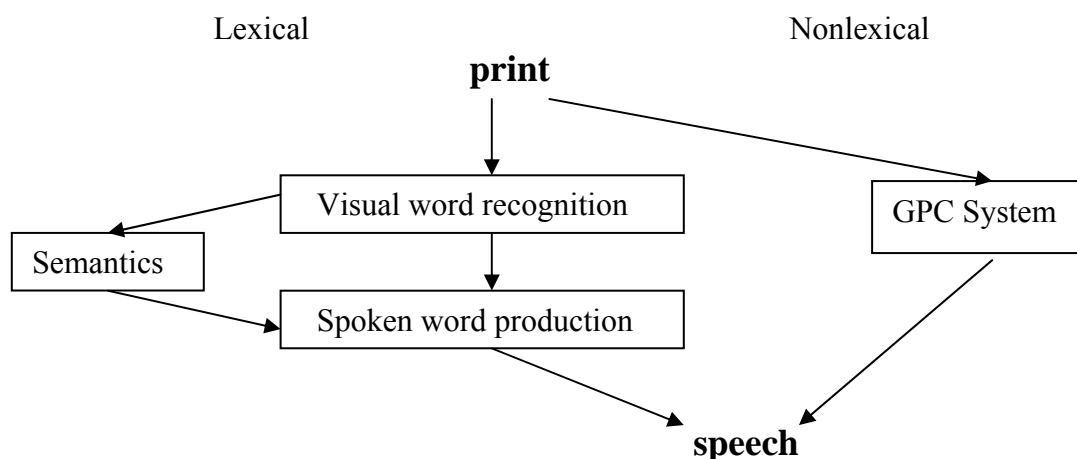 Lexical
Nonlexical
print
Visual word recognition
GPC System
Semantics
Spoken word production
speech